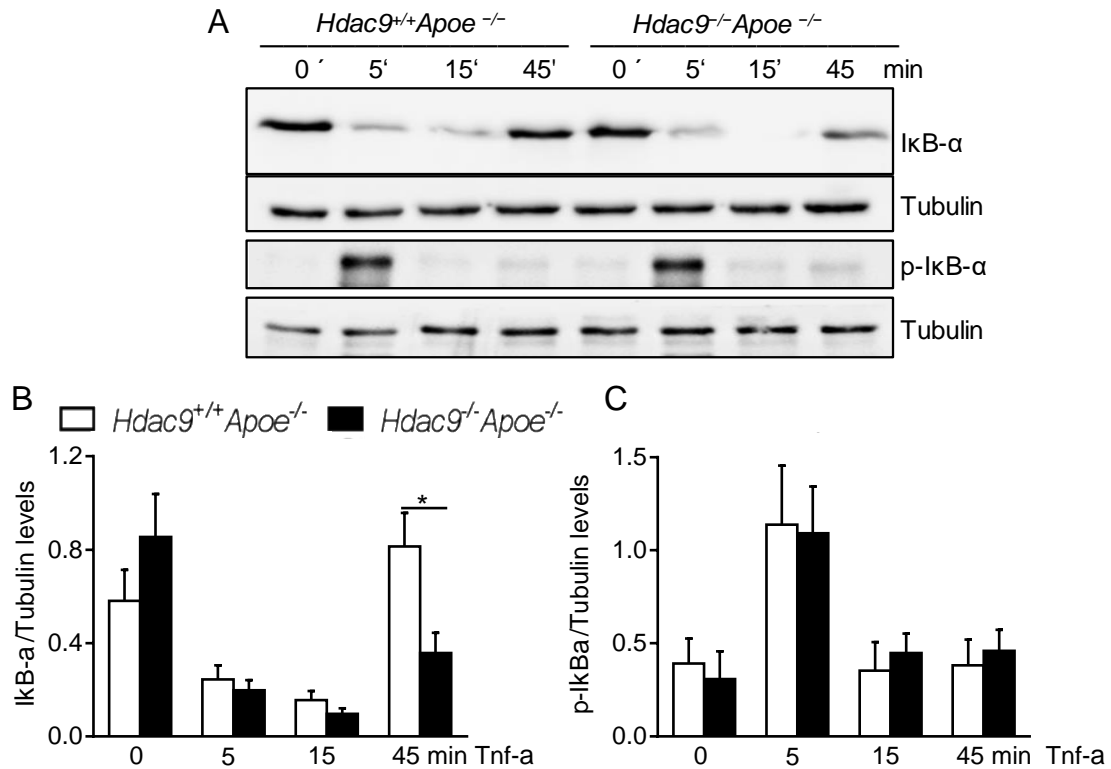 A
Hdac9+/+Apoe –/– Hdac9–/–Apoe –/–
0 ´ 5‘ 15‘ 45’ 0 ´ 5‘ 15’ 45 min
IκB-α
Tubulin
p-IκB-α
Tubulin
B C
Hdac9+/+Apoe-/- Hdac9-/-Apoe-/-
IkB-a/Tubulin levels
1.2
0.8
0.4
0.0
*
0 5 15 45 min Tnf-a
p-IkBa/Tubulin levels
1.5
1.0
0.5
0.0
0 5 15 45 min Tnf-a